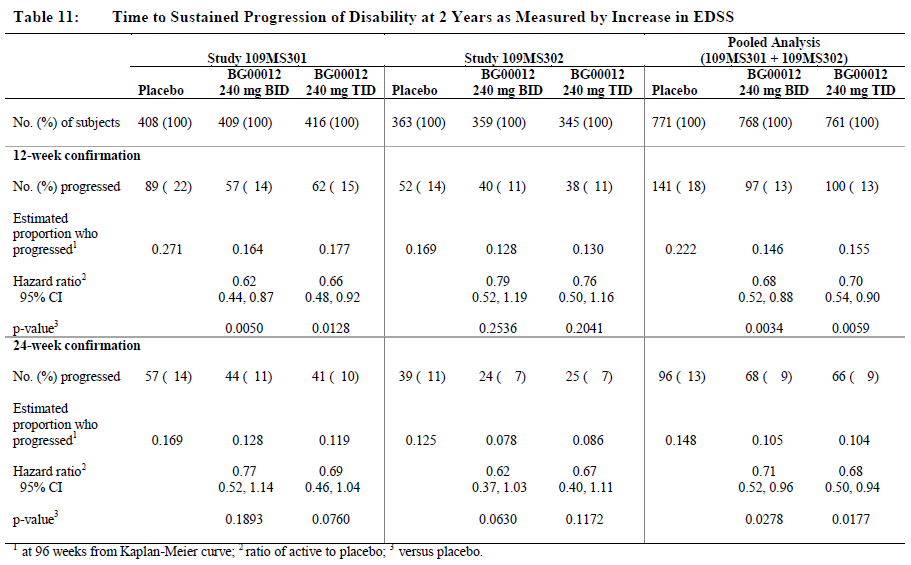 Table 11: Time to Sustained Progression of Disability at 2 Years as Measured by Increase in EDSS
Pooled Analysis
Study 109MS301 Study 109MS302 (109MS301 + 109MS302)
BG00012 BG00012 BG00012 BG00012 BG00012 BG00012
Placebo 240 mg BID 240 mg TID Placebo 240 mg BID 240 mg TID Placebo 240 mg BID 240 mg TID
No. (%) of subjects 408 (100) 409 (100) 416 (100) 363 (100) 359 (100) 345 (100) 771 (100) 768 (100) 761 (100)
12-week confirmation
No. (%) progressed 89 ( 22) 57 ( 14) 62 ( 15) 52 ( 14) 40 ( 11) 38 ( 11) 141 ( 18) 97 ( 13) 100 ( 13)
Estimated
proportion who
progressed¹ 0.271 0.164 0.177 0.169 0.128 0.130 0.222 0.146 0.155
Hazard ratio² 0.62 0.66 0.79 0.76 0.68 0.70
95% CI 0.44, 0.87 0.48, 0.92 0.52, 1.19 0.50, 1.16 0.52, 0.88 0.54, 0.90
p-value³ 0.0050 0.0128 0.2536 0.2041 0.0034 0.0059
24-week confirmation
No. (%) progressed 57 ( 14) 44 ( 11) 41 ( 10) 39 ( 11) 24 ( 7) 25 ( 7) 96 ( 13) 68 ( 9) 66 ( 9)
Estimated
proportion who
progressed¹ 0.169 0.128 0.119 0.125 0.078 0.086 0.148 0.105 0.104
Hazard ratio² 0.77 0.69 0.62 0.67 0.71 0.68
95% CI 0.52, 1.14 0.46, 1.04 0.37, 1.03 0.40, 1.11 0.52, 0.96 0.50, 0.94
p-value³ 0.1893 0.0760 0.0630 0.1172 0.0278 0.0177
¹ at 96 weeks from Kaplan-Meier curve; ² ratio of active to placebo; ³ versus placebo.